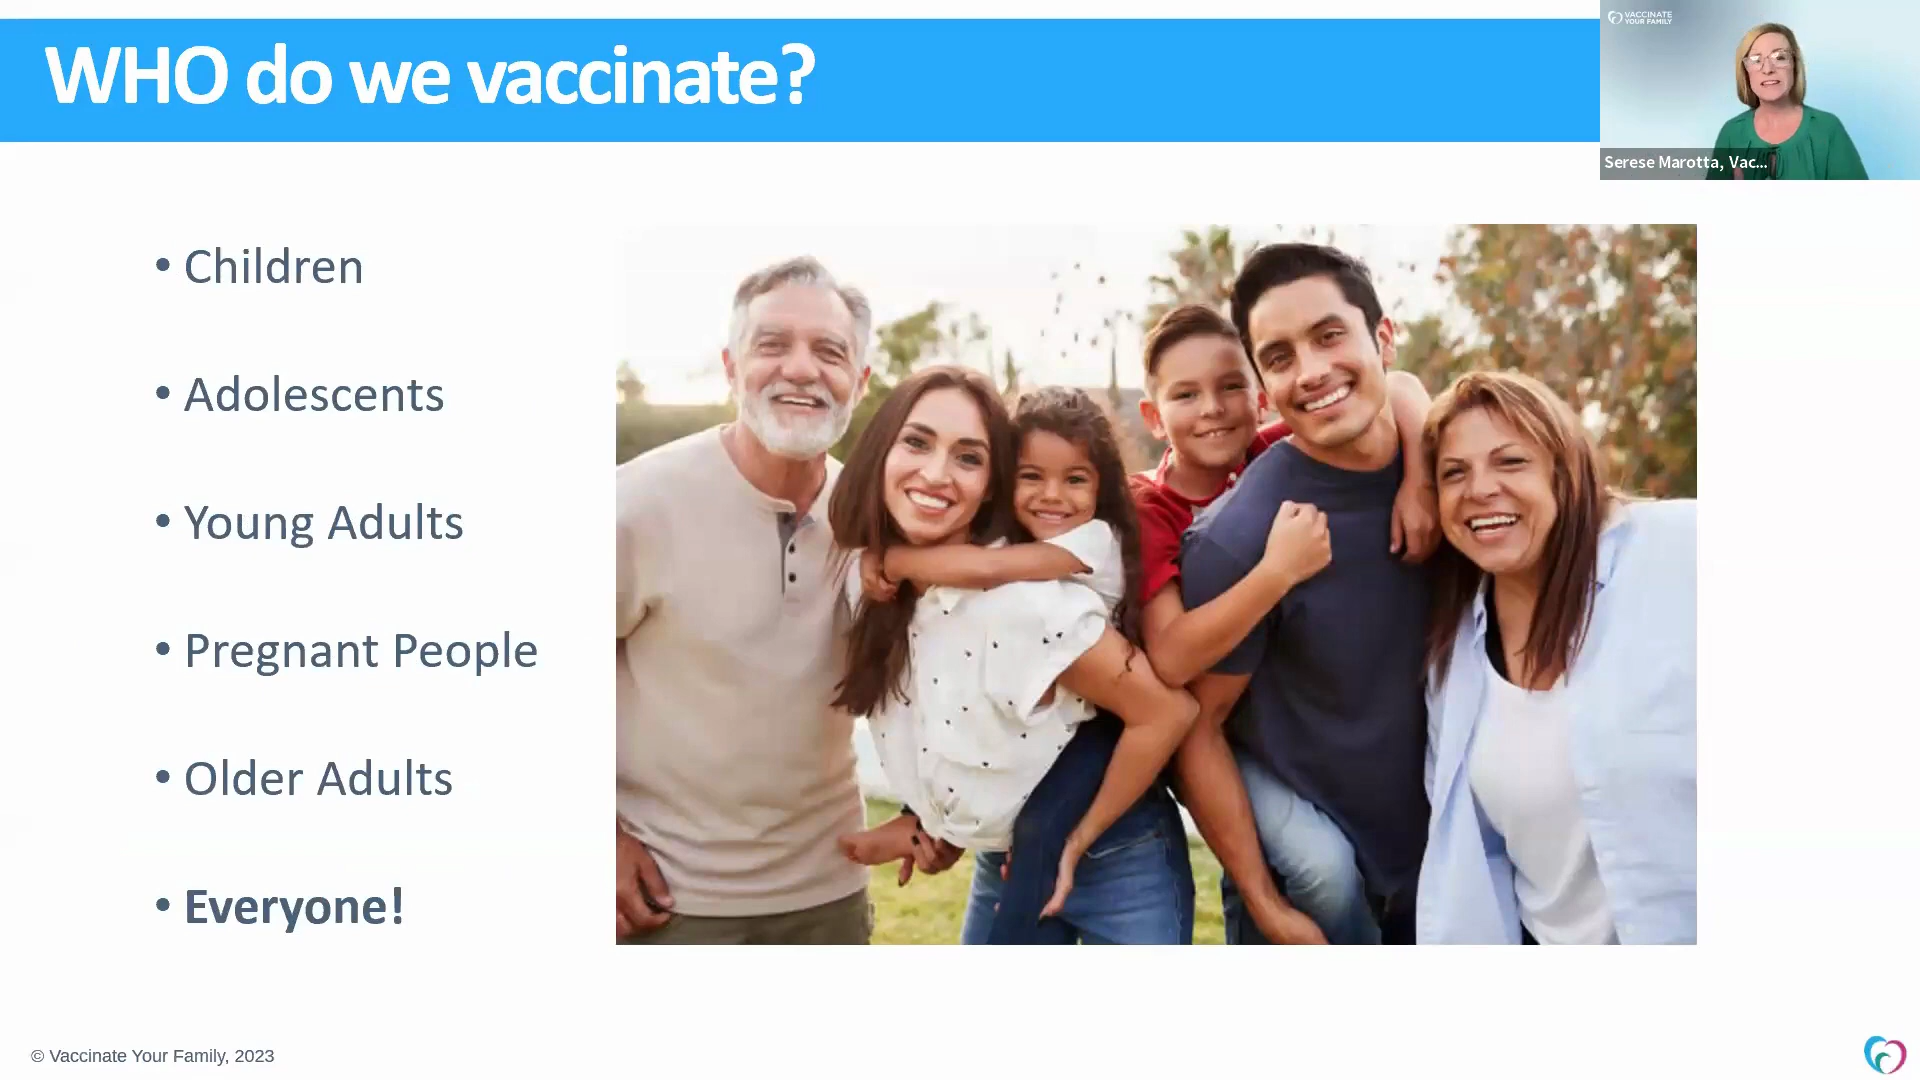 WHO do we vaccinate?
VACCINATE
YOUR FAMILY
Serese Marotta, Vac...
• Children
• Adolescents
• Young Adults
• Pregnant People
• Older Adults
• Everyone!
© Vaccinate Your Family, 2023